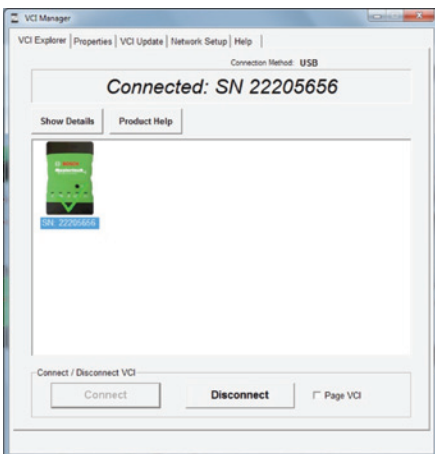 VCI Manager
VCI Explorer Properties VCI Update Network Setup Help
Connection Method: USB
Connected: SN 22205656
Show Details Product Help
BOSCH
SN: 22205656
Connect / Disconnect VCI
Connect Disconnect Page VCI